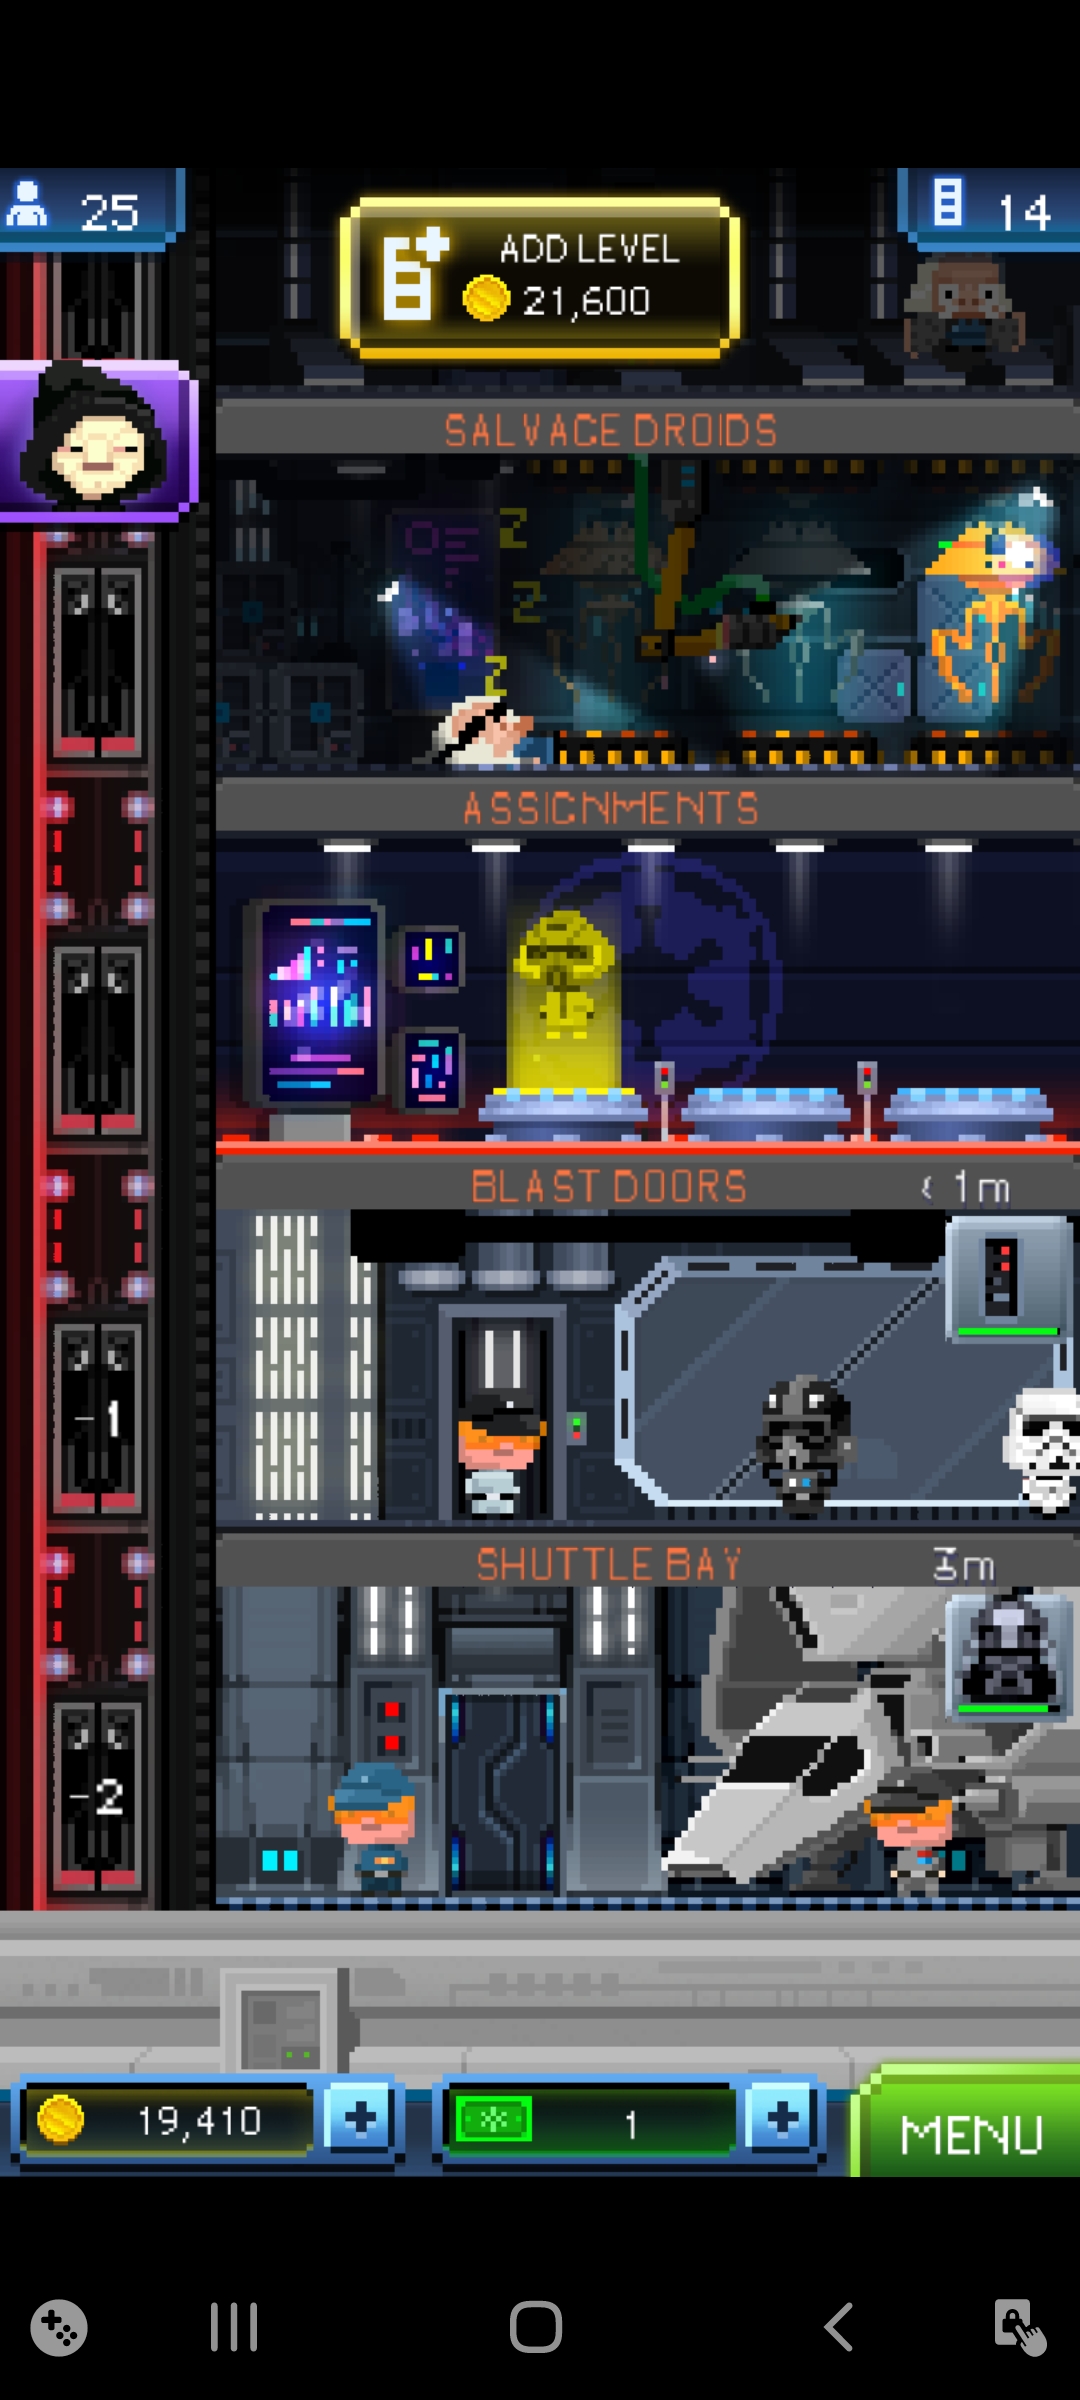 25
ADD LEVEL
21,600
14
SALVAGE DROIDS
Z
Z
Z
ASSIGNMENTS
BLAST DOORS
< 1m
-1
SHUTTLE BAY
3m
-2
19,410
1
MENU